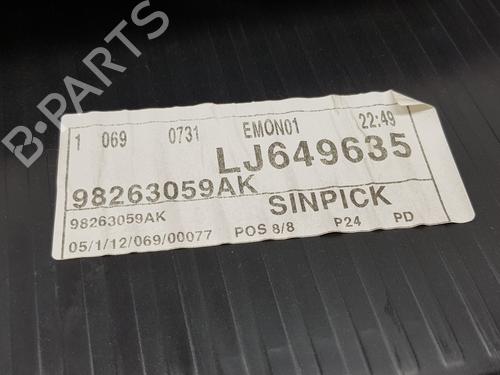 B-PARTS
1 069 0731 EMON01 22:49
LJ649635
98263059AK
SINPICK
98263059AK
05/1/12/069/00077 POS 8/8 P24 PD
B-PARTS